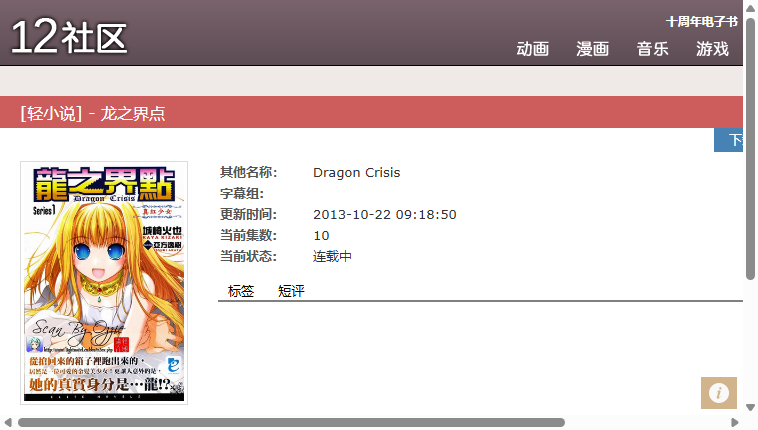 12社区
十周年电子书
动画 漫画 音乐 游戏
[轻小说] - 龙之界点
下
龍之界點
Dragon Crisis
Series 1
真紅少女
城崎火也
KAYA KIZAKI
亞方逸樹
Scan By Ozzie
從搶回來的箱子裡跑出來的，
居然是一位可愛的金髮美少女！更讓人意外的是，
她的真實身分是…龍!?
其他名称: Dragon Crisis
字幕组:
更新时间: 2013-10-22 09:18:50
当前集数: 10
当前状态: 连载中
标签 短评
i